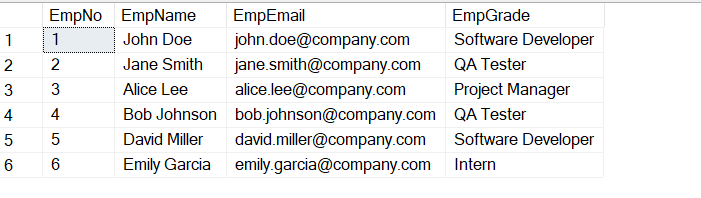 EmpNo EmpName EmpEmail EmpGrade
1 1 John Doe john.doe@company.com Software Developer
2 2 Jane Smith jane.smith@company.com QA Tester
3 3 Alice Lee alice.lee@company.com Project Manager
4 4 Bob Johnson bob.johnson@company.com QA Tester
5 5 David Miller david.miller@company.com Software Developer
6 6 Emily Garcia emily.garcia@company.com Intern